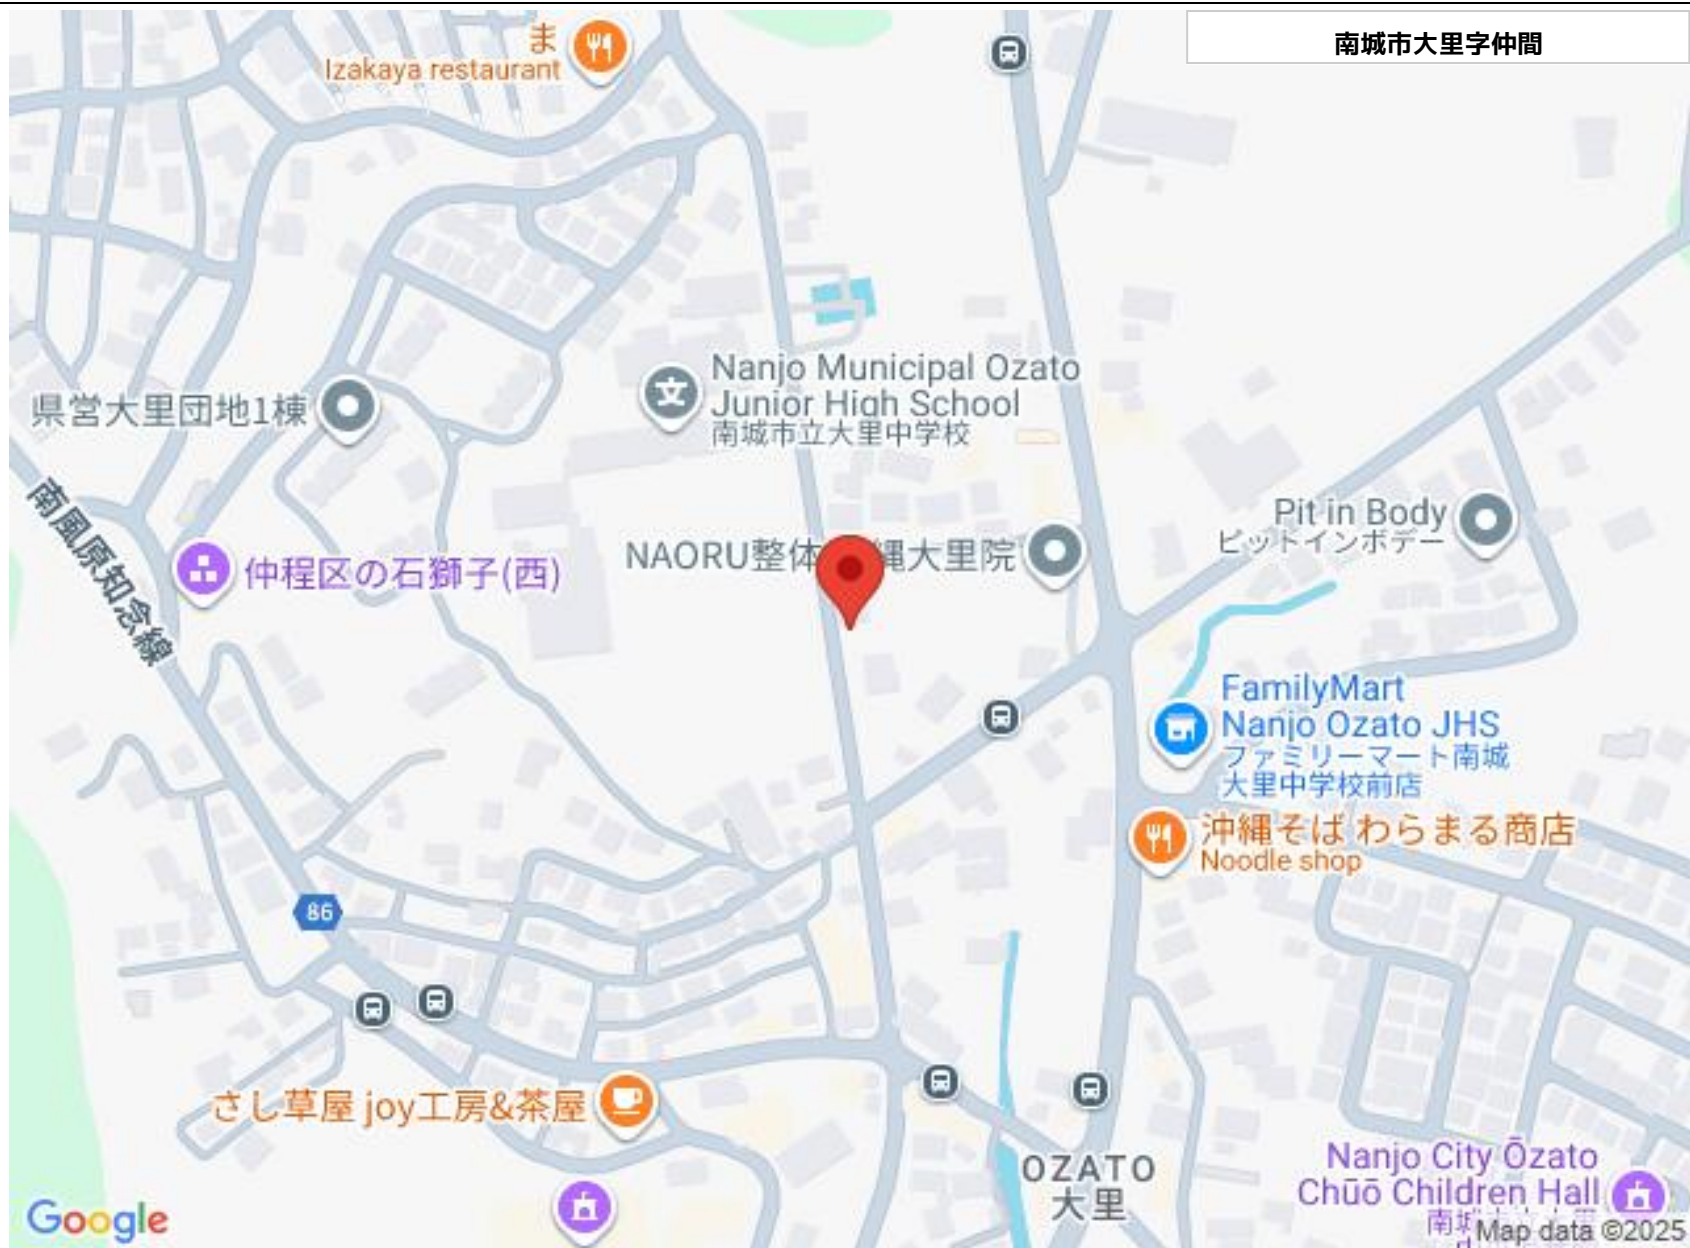 南城市大里字仲間
ま
Izakaya restaurant
Nanjo Municipal Ozato
Junior High School
南城市立大里中学校
県営大里団地1棟
南風原知念線
Pit in Body
ピットインボデー
NAORU整体
縄大里院
仲程区の石獅子(西)
FamilyMart
Nanjo Ozato JHS
ファミリーマート南城
大里中学校前店
沖縄そば わらまる商店
Noodle shop
86
さし草屋 joy工房&茶屋
OZATO
大里
Nanjo City Ōzato
Chūō Children Hall
南城
Google
Map data ©2025